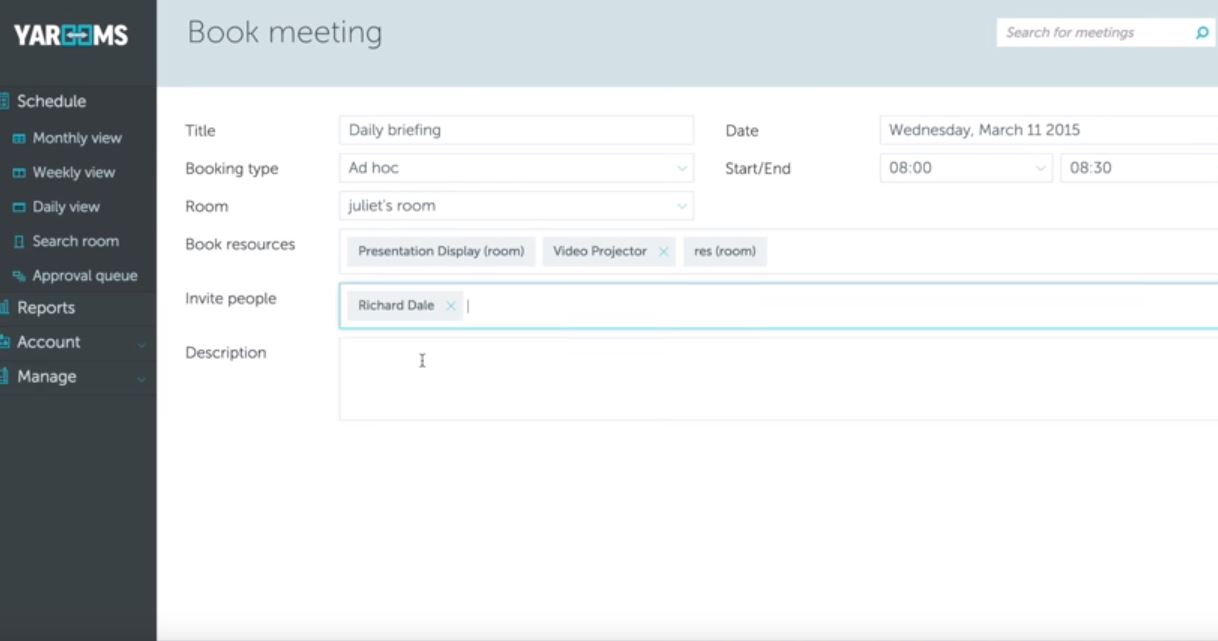 YAROOMS
Book meeting
Search for meetings
Schedule
Monthly view
Weekly view
Daily view
Search room
Approval queue
Reports
Account
Manage
Title
Daily briefing
Date
Wednesday, March 11 2015
Booking type
Ad hoc
Start/End
08:00
08:30
Room
juliet's room
Book resources
Presentation Display (room)
Video Projector
res (room)
Invite people
Richard Dale
Description